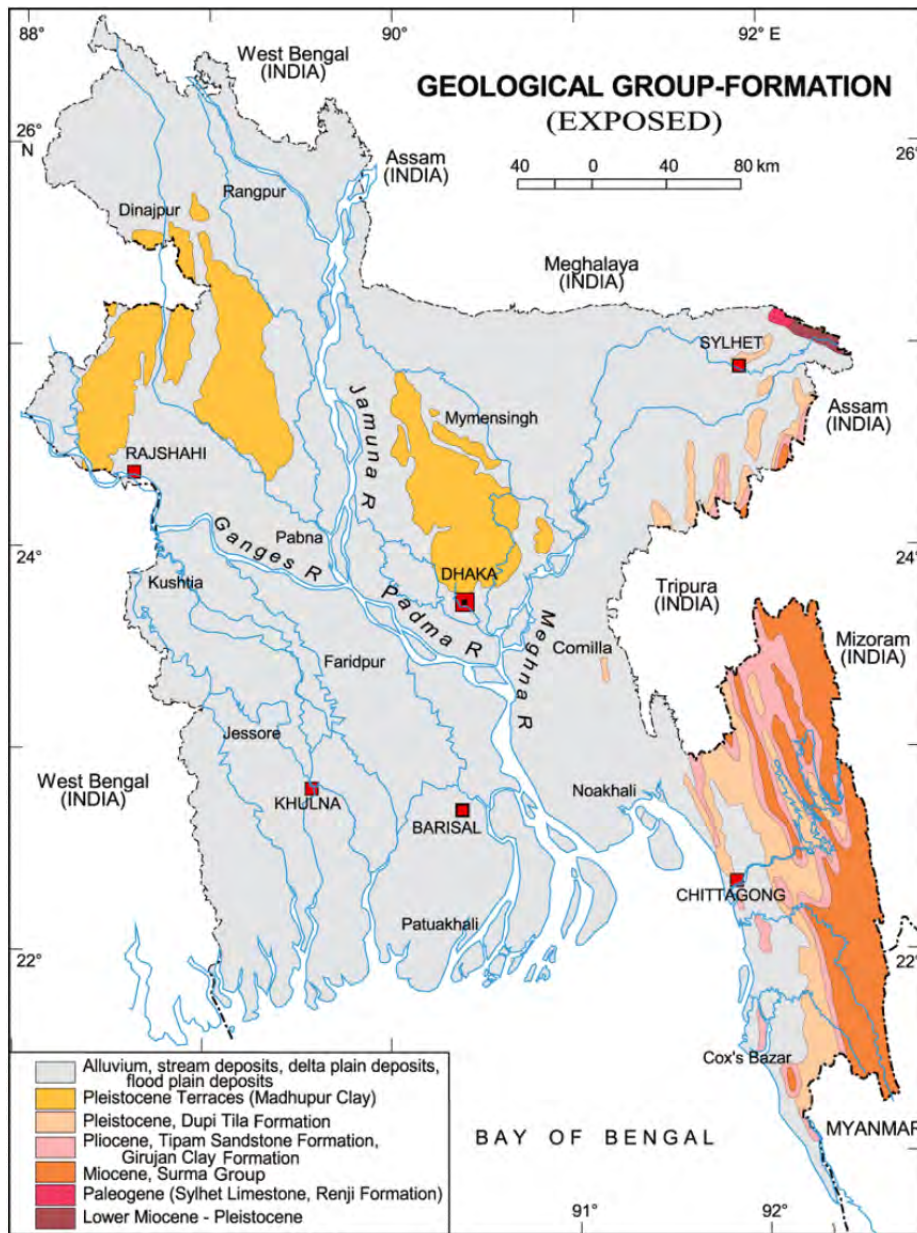 88°
90°
92° E
West Bengal
(INDIA)
GEOLOGICAL GROUP-FORMATION
(EXPOSED)
26°
N
26°
Assam
(INDIA)
40 0 40 80 km
Rangpur
Dinajpur
Meghalaya
(INDIA)
SYLHET
Assam
(INDIA)
Jamuna R
Mymensingh
RAJSHAHI
Pabna
24°
24°
Ganges R
DHAKA
Kushtia
Padma R
Tripura
(INDIA)
Meghna R
Mizoram
(INDIA)
Comilla
Faridpur
Jessore
West Bengal
(INDIA)
KHULNA
Noakhali
BARISAL
CHITTAGONG
Patuakhali
22°
22°
Cox's Bazar
Alluvium, stream deposits, delta plain deposits,
flood plain deposits
Pleistocene Terraces (Madhupur Clay)
Pleistocene, Dupi Tila Formation
Pliocene, Tipam Sandstone Formation,
Girujan Clay Formation
Miocene, Surma Group
Paleogene (Sylhet Limestone, Renji Formation)
Lower Miocene - Pleistocene
BAY OF BENGAL
MYANMAR
91°
92°